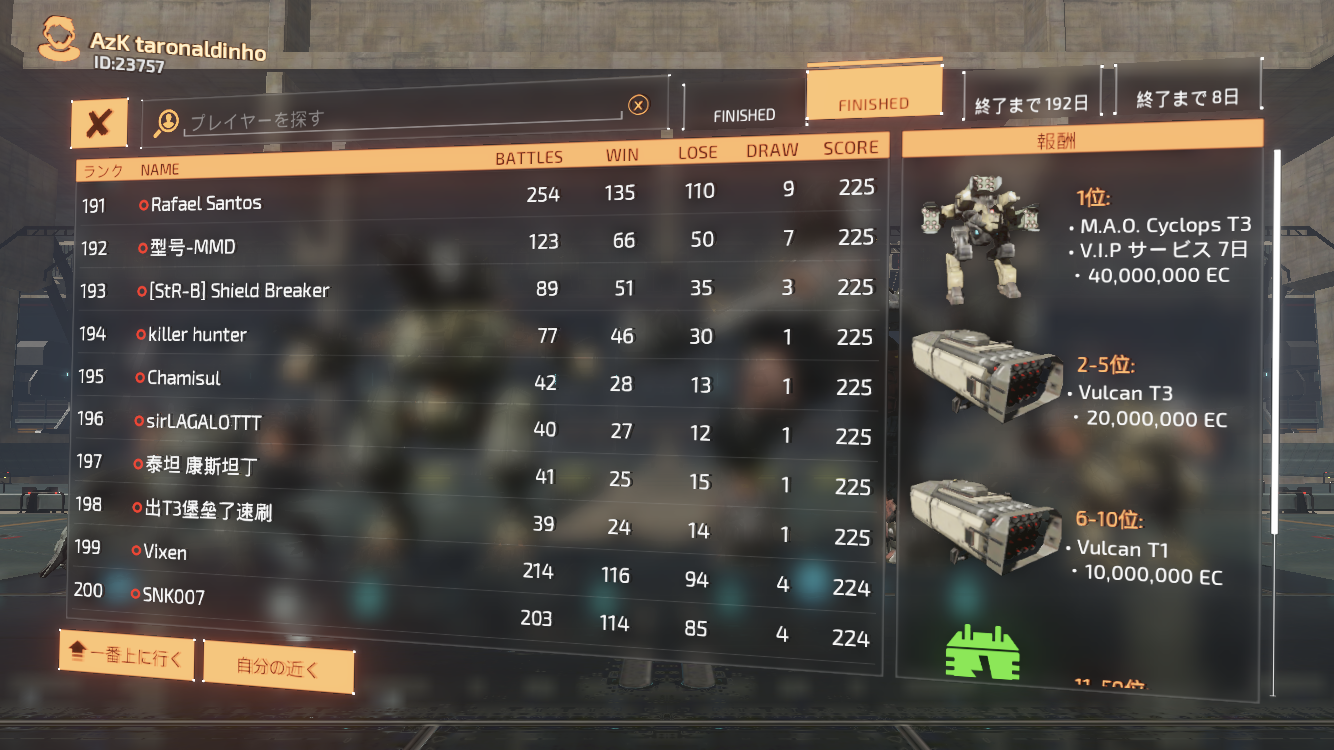 AzK taronaldinho
ID:23757
プレイヤーを探す
FINISHED
FINISHED
終了まで 192日
終了まで 8日
ランク NAME BATTLES WIN LOSE DRAW SCORE
191 Rafael Santos 254 135 110 9 225
192 型号-MMD 123 66 50 7 225
193 [StR-B] Shield Breaker 89 51 35 3 225
194 killer hunter 77 46 30 1 225
195 Chamisul 42 28 13 1 225
196 sirLAGALOTTT 40 27 12 1 225
197 泰坦 康斯坦丁 41 25 15 1 225
198 出T3堡垒了速刷 39 24 14 1 225
199 Vixen 214 116 94 4 224
200 SNK007 203 114 85 4 224
一番上に行く
自分の近く
報酬
1位:
• M.A.O. Cyclops T3
• V.I.P サービス 7日
• 40,000,000 EC
2-5位:
• Vulcan T3
• 20,000,000 EC
6-10位:
• Vulcan T1
• 10,000,000 EC
11-50位: